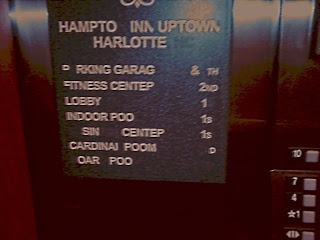 HAMPTO INN UPTOWN
HARLOTTE
P RKING GARAG & TH
FITNESS CENTEP 2ND
LOBBY 1
INDOOR POO 1s
SIN CENTEP 1s
CARDINAI POOM D
OAR POO
10
7
4
☆1